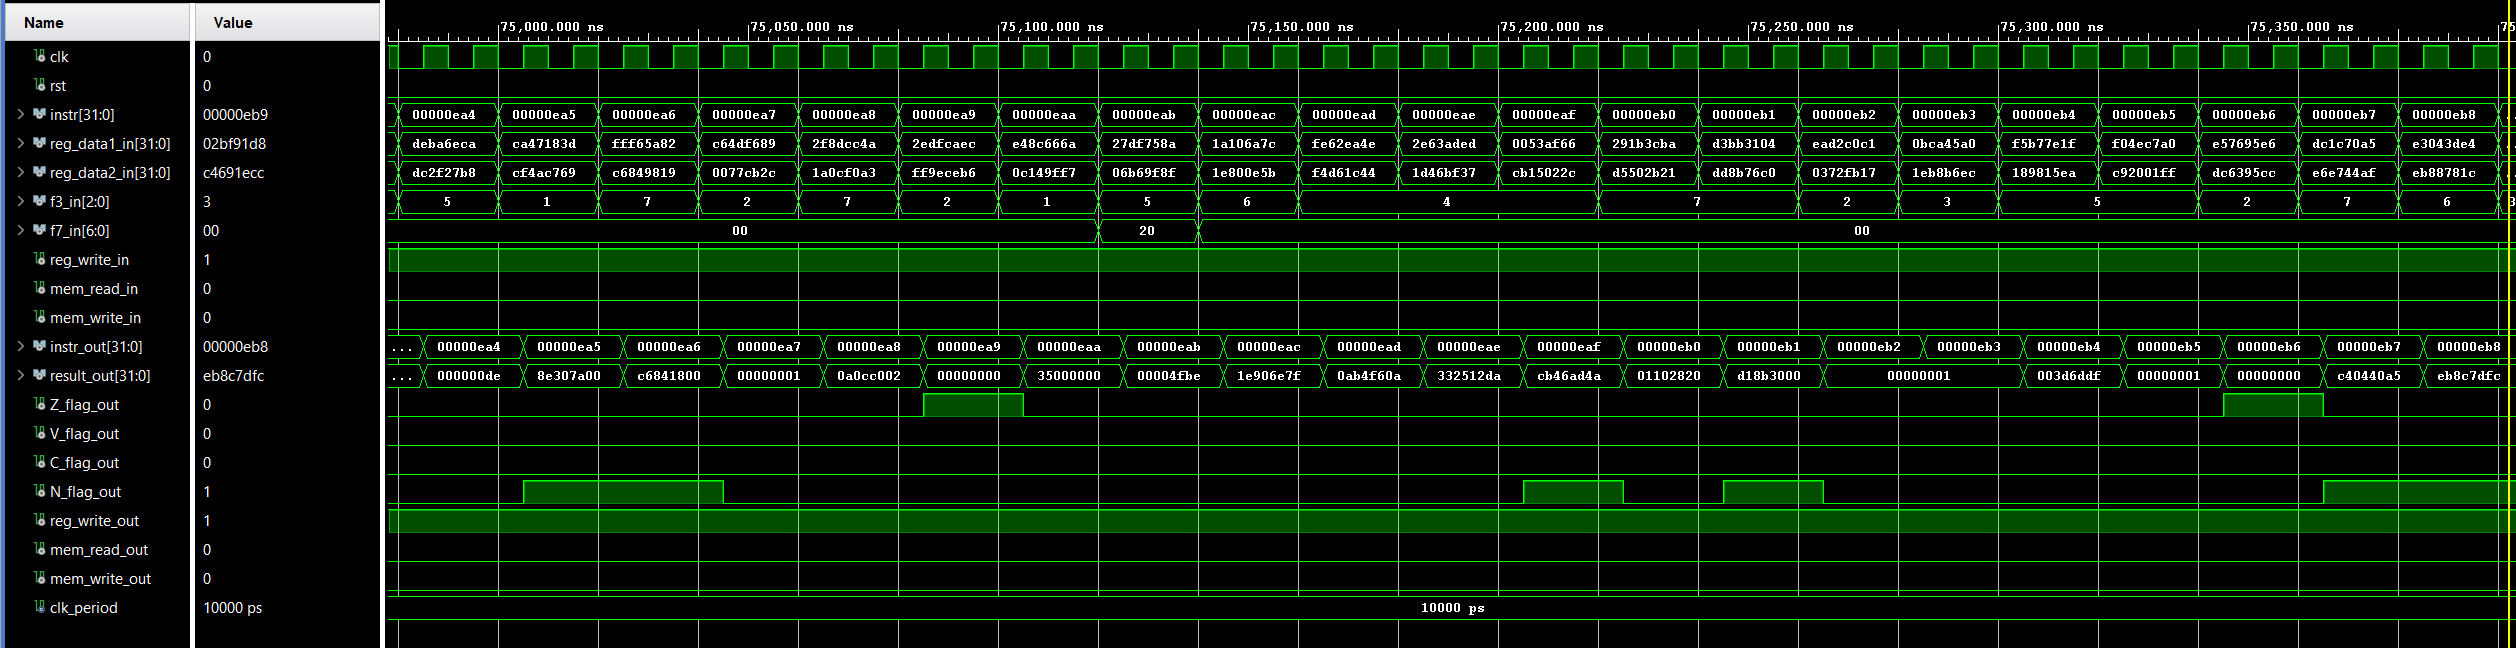 Name Value
75,000.000 ns 75,050.000 ns 75,100.000 ns 75,150.000 ns 75,200.000 ns 75,250.000 ns 75,300.000 ns 75,350.000 ns 75
clk 0
rst 0
instr[31:0] 00000eb9 00000ea4 00000ea5 00000ea6 00000ea7 00000ea8 00000ea9 00000eaa 00000eab 00000eac 00000ead 00000eae 00000eaf 00000eb0 00000eb1 00000eb2 00000eb3 00000eb4 00000eb5 00000eb6 00000eb7 00000eb8
reg_data1_in[31:0] 02bf91d8 deba6eca ca47183d fff65a82 c64df689 2f8dcc4a 2edfcaec e48c666a 27df758a 1a106a7c fe62ea4e 2e63aded 0053af66 291b3cba d3bb3104 ead2c0c1 0bca45a0 f5b77e1f f04ec7a0 e57695e6 dc1c70a5 e3043de4
reg_data2_in[31:0] c4691ecc dc2f27b8 cf4ac769 c6849819 0077cb2c 1a0cf0a3 ff9eceb6 0c149ff7 06b69f8f 1e800e5b f4d61c44 1d46bf37 cb15022c d5502b21 dd8b76c0 0372fb17 1eb8b6ec 189815ea c92001ff dc6395cc e6e744af eb88781c
f3_in[2:0] 3 5 1 7 2 7 2 1 5 6 4 7 2 3 5 2 7 6 3
f7_in[6:0] 00 00 20 00
reg_write_in 1
mem_read_in 0
mem_write_in 0
instr_out[31:0] 00000eb8 ... 00000ea4 00000ea5 00000ea6 00000ea7 00000ea8 00000ea9 00000eaa 00000eab 00000eac 00000ead 00000eae 00000eaf 00000eb0 00000eb1 00000eb2 00000eb3 00000eb4 00000eb5 00000eb6 00000eb7 00000eb8
result_out[31:0] eb8c7dfc ... 000000de 8e307a00 c6841800 00000001 0a0cc002 00000000 35000000 00004fbe 1e906e7f 0ab4f60a 332512da cb46ad4a 01102820 d18b3000 00000001 003d6ddf 00000001 00000000 c40440a5 eb8c7dfc
Z_flag_out 0
V_flag_out 0
C_flag_out 0
N_flag_out 1
reg_write_out 1
mem_read_out 0
mem_write_out 0
clk_period 10000 ps 10000 ps